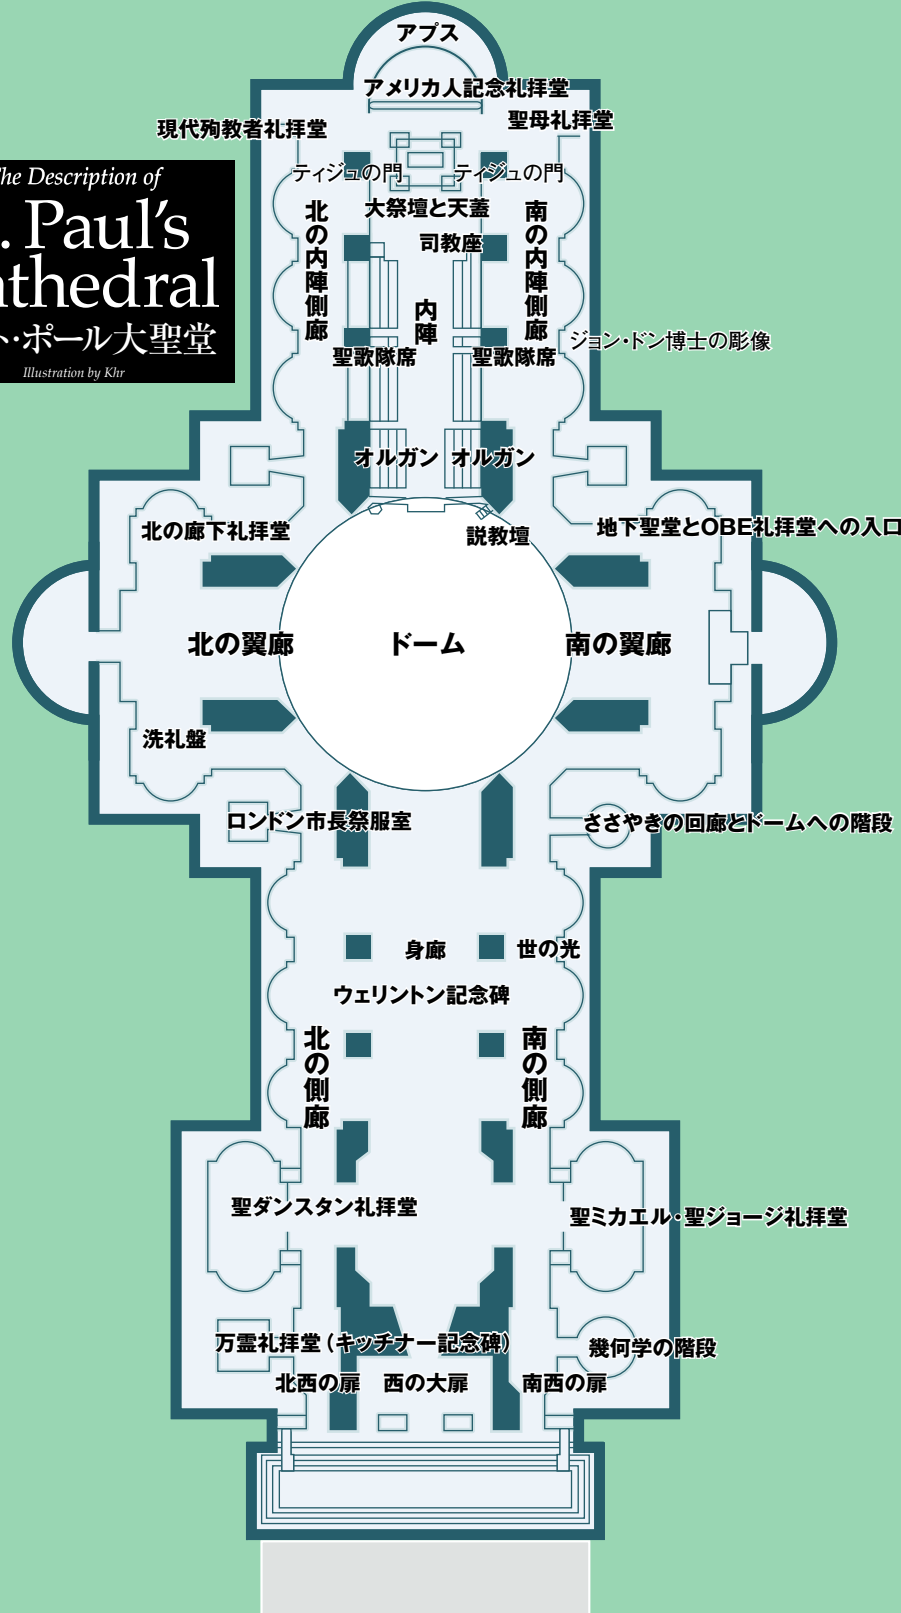 アプス
アメリカ人記念礼拝堂
聖母礼拝堂
現代殉教者礼拝堂
ティジュの門
ティジュの門
he Description of
. Paul's
thedral
・ポール大聖堂
Illustration by Khr
大祭壇と天蓋
司教座
北の内陣側廊
南の内陣側廊
内陣
ジョン・ドン博士の彫像
聖歌隊席
聖歌隊席
オルガン
オルガン
北の廊下礼拝堂
説教壇
地下聖堂とOBE礼拝堂への入口
北の翼廊
ドーム
南の翼廊
洗礼盤
ロンドン市長祭服室
ささやきの回廊とドームへの階段
身廊
世の光
ウェリントン記念碑
北の側廊
南の側廊
聖ダンスタン礼拝堂
聖ミカエル・聖ジョージ礼拝堂
万霊礼拝堂（キッチナー記念碑）
幾何学の階段
北西の扉
西の大扉
南西の扉